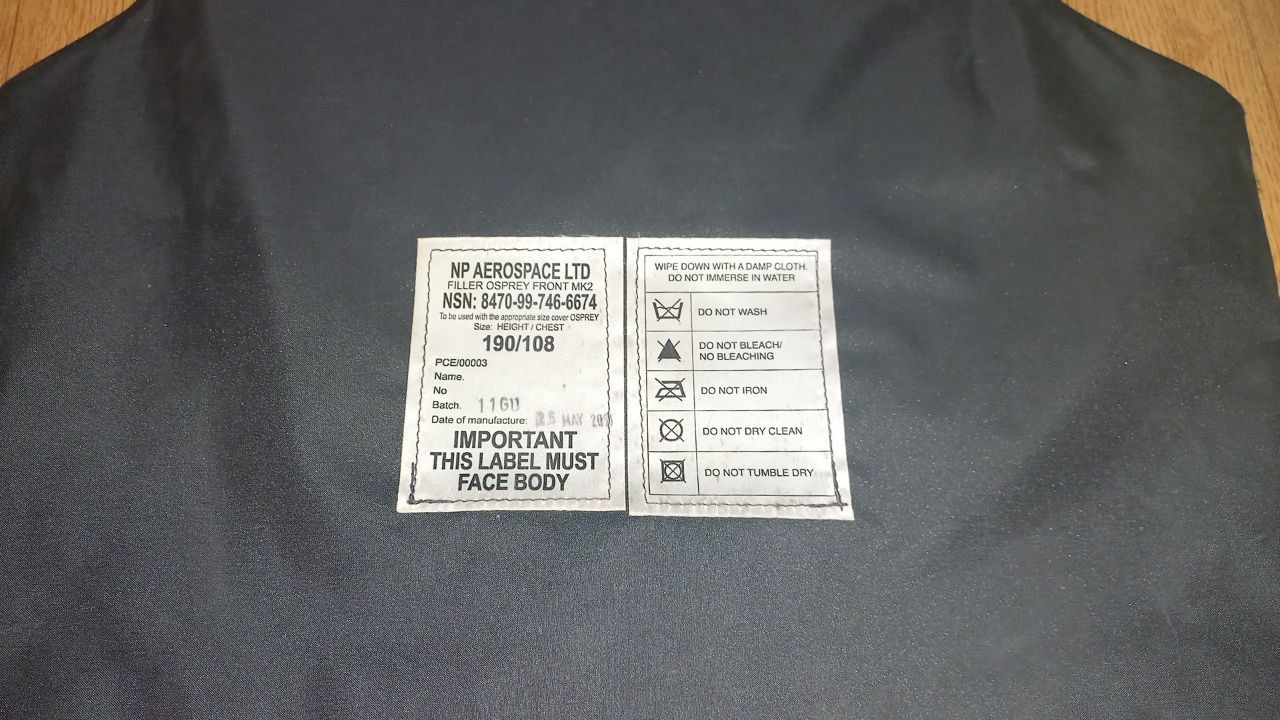 NP AEROSPACE LTD
FILLER OSPREY FRONT MK2
NSN: 8470-99-746-6674
To be used with the appropriate size cover OSPREY
Size: HEIGHT / CHEST
190/108
PCE/00003
Name.
No
Batch.
Date of manufacture: MAY
IMPORTANT
THIS LABEL MUST
FACE BODY
WIPE DOWN WITH A DAMP CLOTH.
DO NOT IMMERSE IN WATER
DO NOT WASH
DO NOT BLEACH/
NO BLEACHING
DO NOT IRON
DO NOT DRY CLEAN
DO NOT TUMBLE DRY